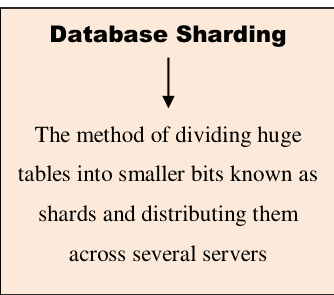 Database Sharding
The method of dividing huge
tables into smaller bits known as
shards and distributing them
across several servers